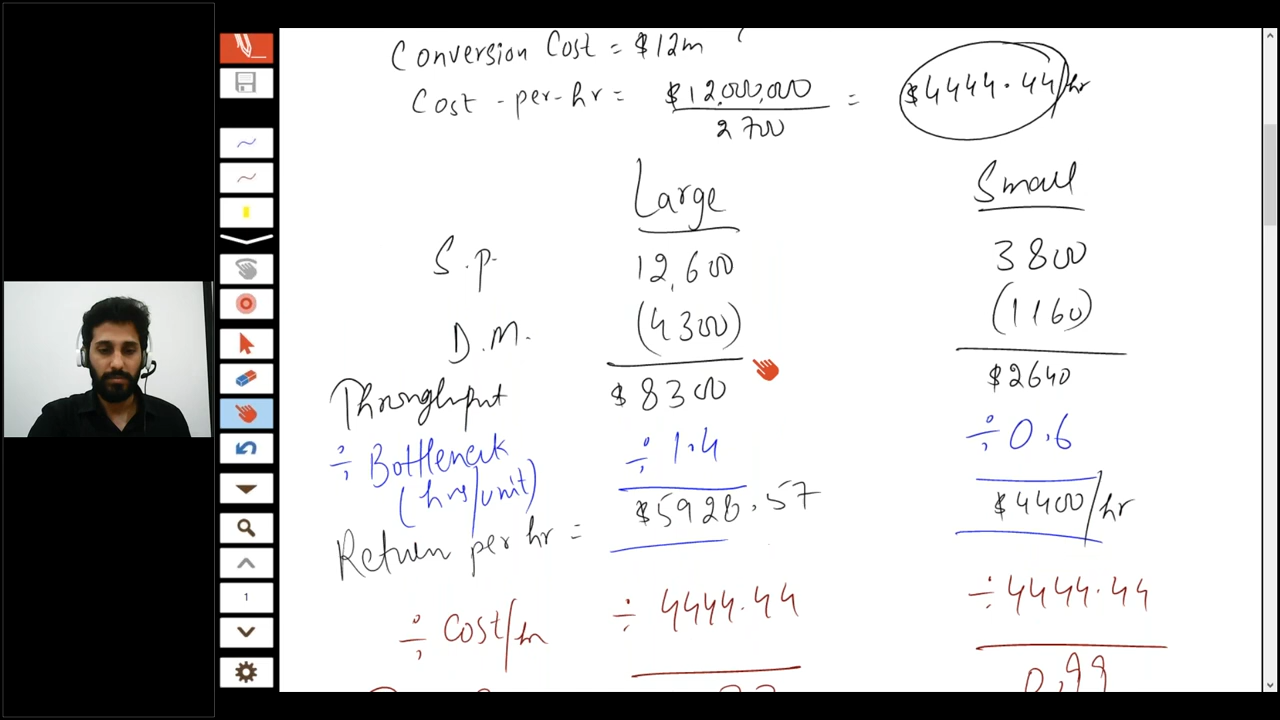 Conversion Cost = $12m
Cost-per-hr = $12,000,000 / 2700 = $4444.44/hr
Large Small
S.p. 12,600 3800
D.M. (4300) (1160)
Throughput $8300 $2640
÷ Bottleneck ÷ 1.4 ÷ 0.6
(hrs/unit)
Return per hr = $5928.57 $4400/hr
÷ Cost/hr ÷ 4444.44 ÷ 4444.44
0.99
1